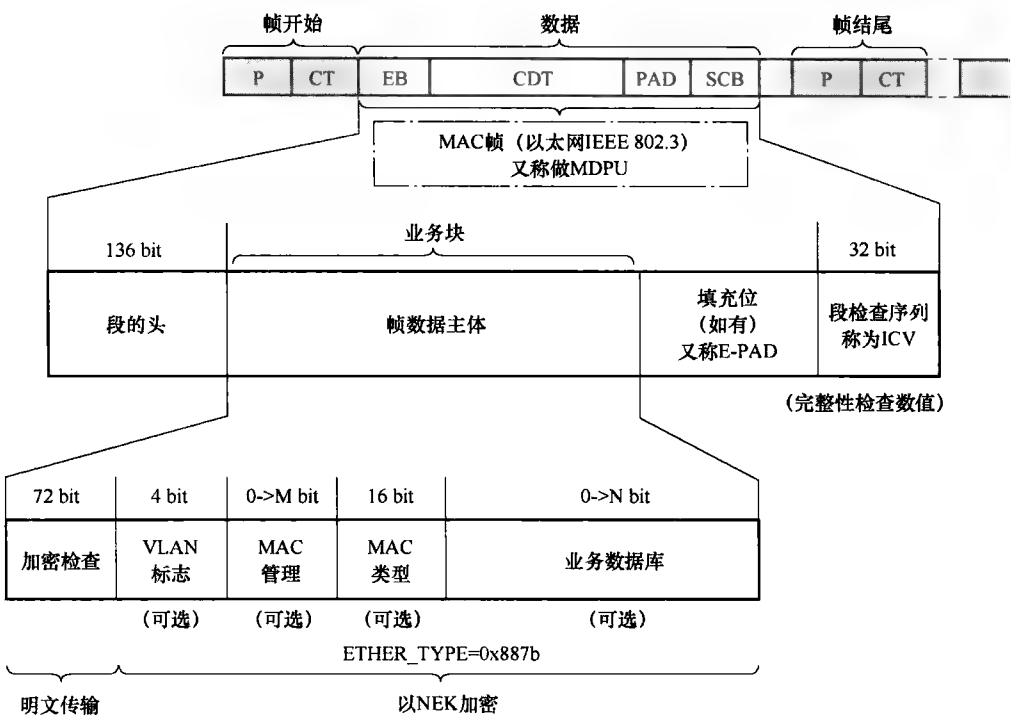 帧开始 数据 帧结尾
P CT EB CDT PAD SCB P CT
MAC帧（以太网IEEE 802.3）
又称做MDPU
136 bit 业务块 32 bit
段的头 帧数据主体 填充位 段检查序列
（如有） 称为ICV
又称E-PAD
（完整性检查数值）
72 bit 4 bit 0->M bit 16 bit 0->N bit
加密检查 VLAN MAC MAC 业务数据库
标志 管理 类型
（可选） （可选） （可选） （可选）
ETHER_TYPE=0x887b
明文传输 以NEK加密